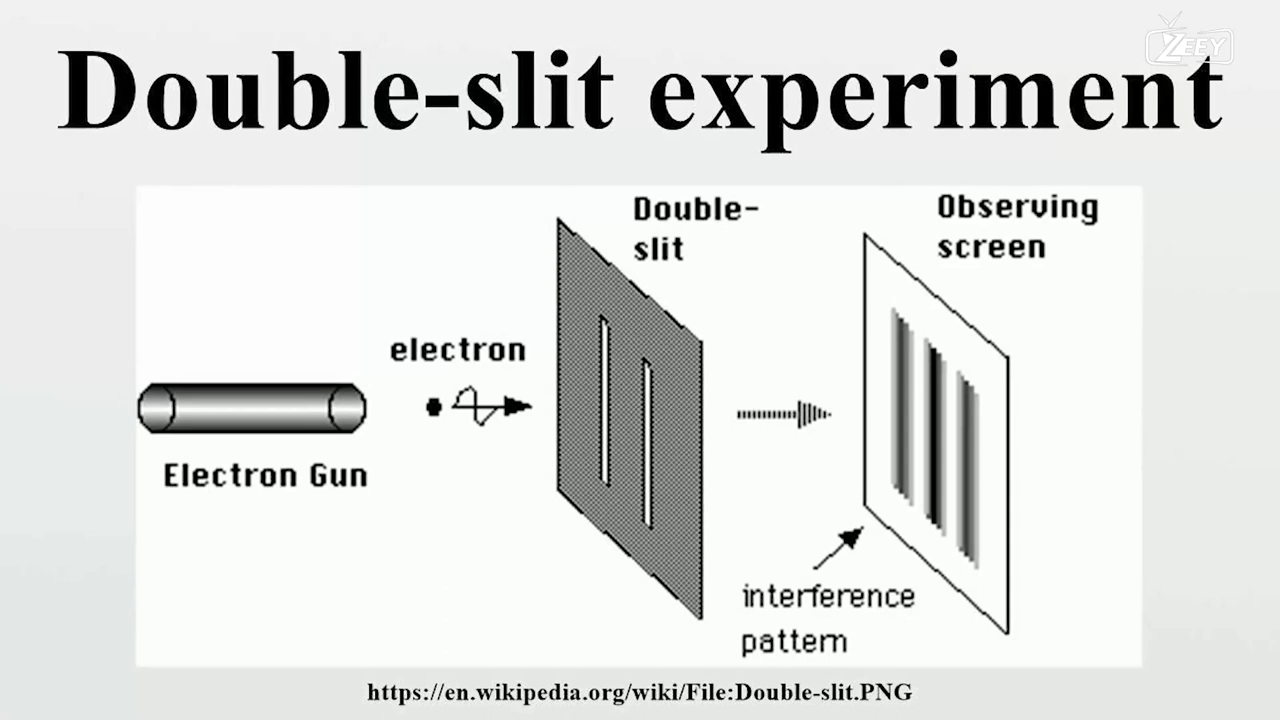 ZEEY
Double-slit experiment
Double-
slit
Observing
screen
electron
Electron Gun
interference
pattern
https://en.wikipedia.org/wiki/File:Double-slit.PNG